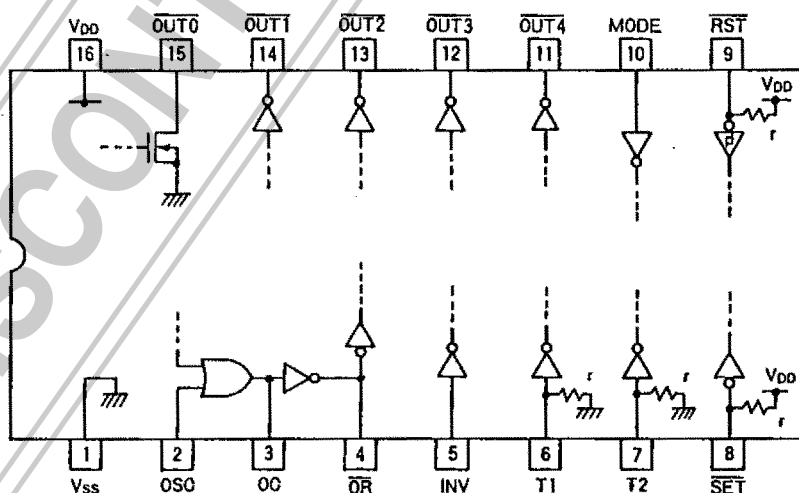 VDD OUT0 OUT1 OUT2 OUT3 OUT4 MODE RST
16 15 14 13 12 11 10 9
VDD
r
r r VDD
r
1 2 3 4 5 6 7 8
VSS OSC OC OR INV T1 T2 SET
ISCONT